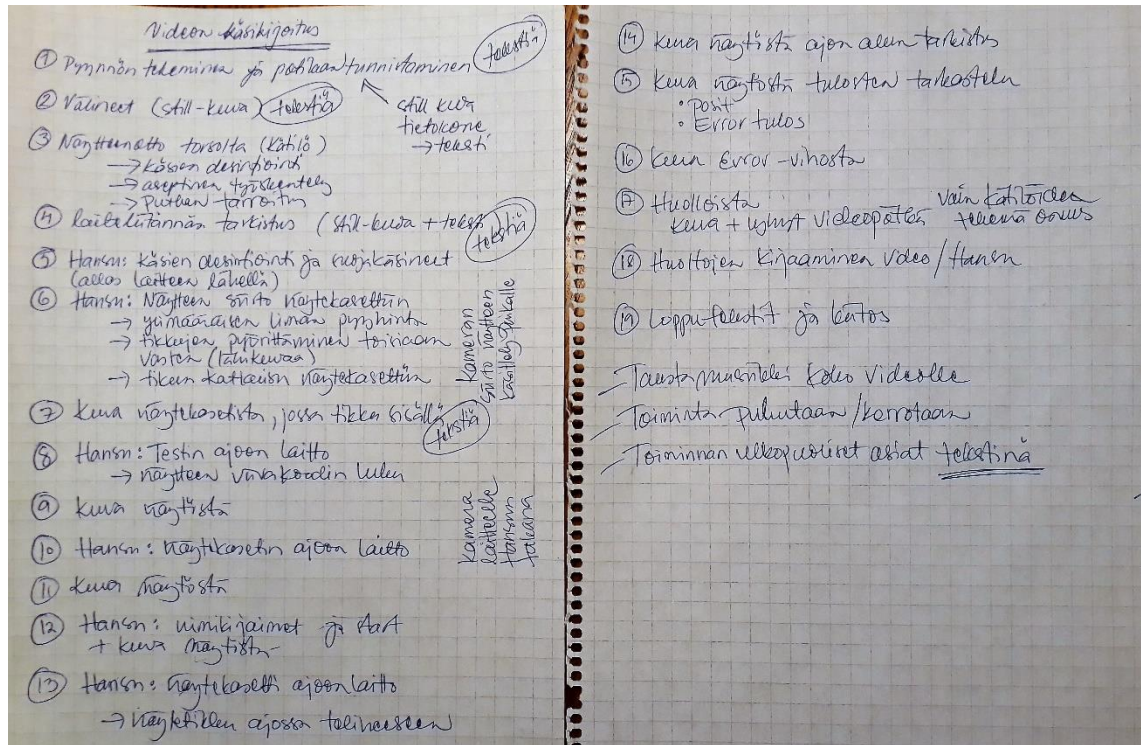 Videon käsikirjoitus
① Pyynnön tekeminen ja potilaan tunnistaminen (tekstiä)
still kuva
tietokone
→ teksti
② Välineet (still-kuva) (tekstiä)
③ Näytteenotto torsolta (Kätilö)
→ käsien desinfiointi
→ aseptinen työskentely
→ putken tarroitus
④ Laitekytännän tarkistus (still-kuva + teksti
tekstiä
⑤ Hansu: Käsien desinfiointi ja suojakäsineet
(allas laitteen lähellä)
⑥ Hansu: Näytteen siirto näytekasettiin
→ ylimääräisen liman pyyhintä
→ tikkujen pyörittäminen toisiaan
vasten (lähikuvaa)
→ tikun katkaisu näytekasettiin
Kameran
siirto näytteen
käsittelypaikalle
⑦ Kuva näytekasetista, jossa tikku sisällä
tekstiä
⑧ Hansu: Testin ajoon laitto
→ näytteen viivakoodin luku
⑨ Kuva näytöstä
Kamera
laitteelle
Hansun
takana
⑩ Hansu: näytekasetin ajoon laitto
⑪ Kuva näytöstä
⑫ Hansu: nimikirjaimet ja start
+ kuva näytöstä
⑬ Hansu: näytekasetti ajoon laitto
→ näytetikku ajossa telineeseen
⑭ Kuva näytöstä ajon alun tarkistus
⑮ Kuva näytöstä tulosten tarkastelu
• Posit
• Error tulos
⑯ Kuva Error-vihosta
⑰ Huolloista
kuva + lyhyt videopätkä vain kätilöiden
tekemä osuus
⑱ Huoltojen kirjaaminen video/Hansu
⑲ Lopputekstit ja kiitos
– Taustamusiikki koko videolle
– Toiminta puhutaan/kerrotaan
– Toiminnan ulkopuoliset asiat tekstinä